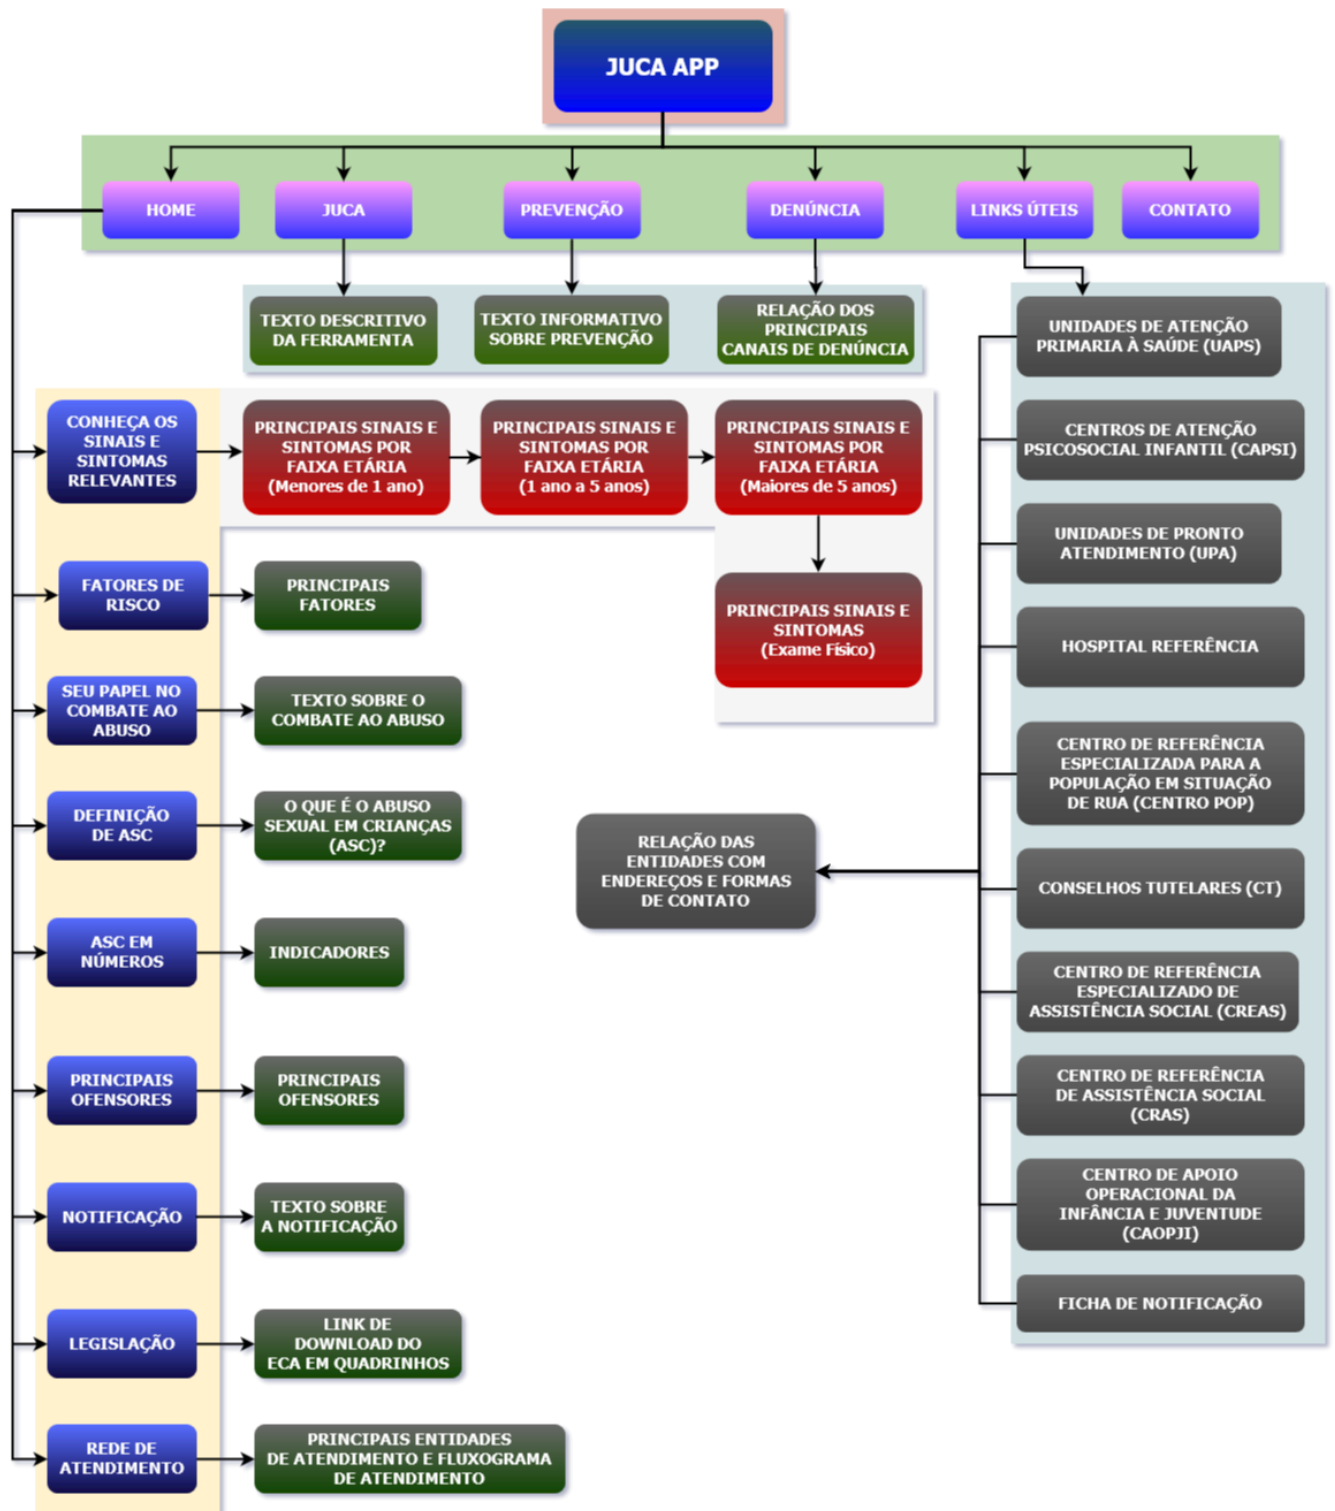 JUCA APP
HOME
JUCA
PREVENÇÃO
DENÚNCIA
LINKS ÚTEIS
CONTATO
TEXTO DESCRITIVO
DA FERRAMENTA
TEXTO INFORMATIVO
SOBRE PREVENÇÃO
RELAÇÃO DOS
PRINCIPAIS
CANAIS DE DENÚNCIA
CONHEÇA OS
SINAIS E
SINTOMAS
RELEVANTES
PRINCIPAIS SINAIS E
SINTOMAS POR
FAIXA ETÁRIA
(Menores de 1 ano)
PRINCIPAIS SINAIS E
SINTOMAS POR
FAIXA ETÁRIA
(1 ano a 5 anos)
PRINCIPAIS SINAIS E
SINTOMAS POR
FAIXA ETÁRIA
(Maiores de 5 anos)
PRINCIPAIS SINAIS E
SINTOMAS
(Exame Físico)
FATORES DE
RISCO
PRINCIPAIS
FATORES
SEU PAPEL NO
COMBATE AO
ABUSO
TEXTO SOBRE O
COMBATE AO ABUSO
DEFINIÇÃO
DE ASC
O QUE É O ABUSO
SEXUAL EM CRIANÇAS
(ASC)?
ASC EM
NÚMEROS
INDICADORES
PRINCIPAIS
OFENSORES
PRINCIPAIS
OFENSORES
NOTIFICAÇÃO
TEXTO SOBRE
A NOTIFICAÇÃO
LEGISLAÇÃO
LINK DE
DOWNLOAD DO
ECA EM QUADRINHOS
REDE DE
ATENDIMENTO
PRINCIPAIS ENTIDADES
DE ATENDIMENTO E FLUXOGRAMA
DE ATENDIMENTO
RELAÇÃO DAS
ENTIDADES COM
ENDEREÇOS E FORMAS
DE CONTATO
UNIDADES DE ATENÇÃO
PRIMARIA À SAÚDE (UAPS)
CENTROS DE ATENÇÃO
PSICOSOCIAL INFANTIL (CAPSI)
UNIDADES DE PRONTO
ATENDIMENTO (UPA)
HOSPITAL REFERÊNCIA
CENTRO DE REFERÊNCIA
ESPECIALIZADA PARA A
POPULAÇÃO EM SITUAÇÃO
DE RUA (CENTRO POP)
CONSELHOS TUTELARES (CT)
CENTRO DE REFERÊNCIA
ESPECIALIZADO DE
ASSISTÊNCIA SOCIAL (CREAS)
CENTRO DE REFERÊNCIA
DE ASSISTÊNCIA SOCIAL
(CRAS)
CENTRO DE APOIO
OPERACIONAL DA
INFÂNCIA E JUVENTUDE
(CAOPJI)
FICHA DE NOTIFICAÇÃO